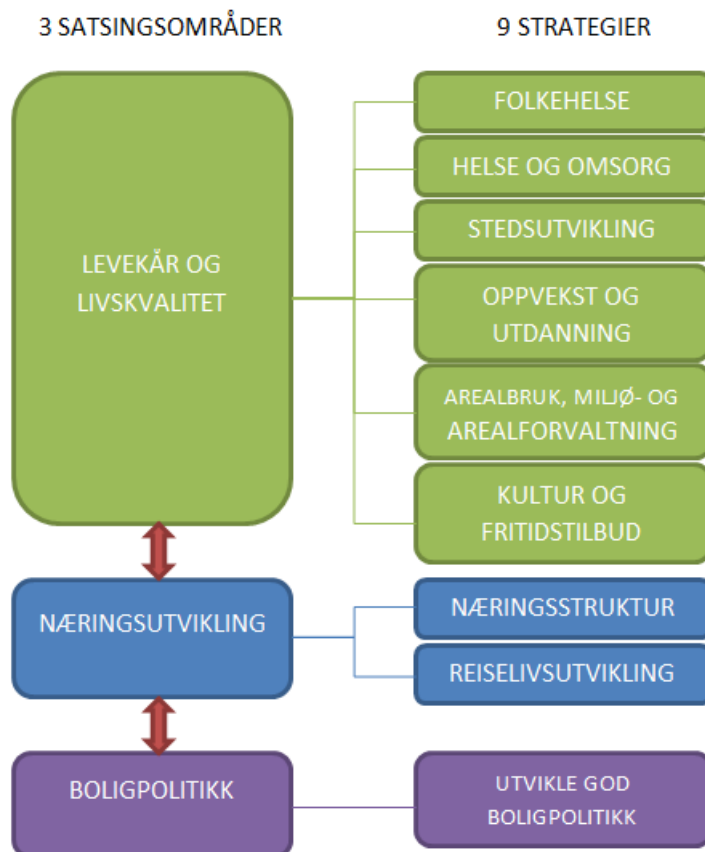 3 SATSINGSOMRÅDER
9 STRATEGIER
LEVEKÅR OG
LIVSKVALITET
FOLKEHELSE
HELSE OG OMSORG
STEDSUTVIKLING
OPPVEKST OG
UTDANNING
AREALBRUK, MILJØ- OG
AREALFORVALTNING
KULTUR OG
FRITIDSTILBUD
NÆRINGSUTVIKLING
NÆRINGSSTRUKTUR
REISELIVSUTVIKLING
BOLIGPOLITIKK
UTVIKLE GOD
BOLIGPOLITIKK